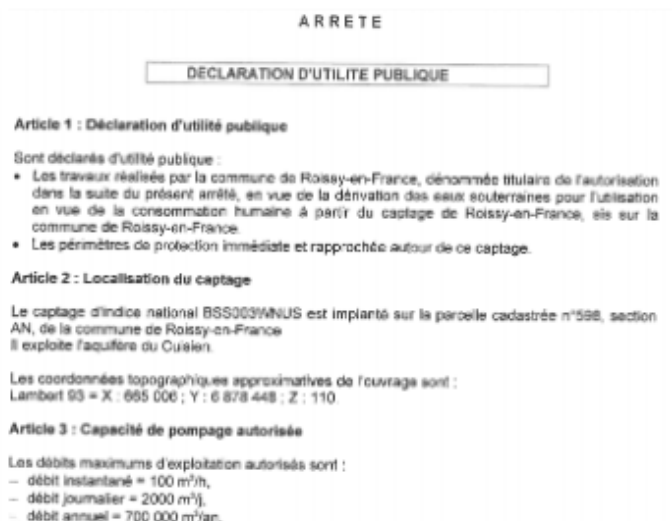 ARRETE
DECLARATION D'UTILITE PUBLIQUE
Article 1 : Déclaration d'utilité publique
Sont déclarés d'utilité publique :
• Les travaux réalisés par la commune de Roissy-en-France, dénommée titulaire de l'autorisation
dans la suite du présent arrêté, en vue de la dérivation des eaux souterraines pour l'utilisation
en vue de la consommation humaine à partir du captage de Roissy-en-France, sis sur la
commune de Roissy-en-France.
• Les périmètres de protection immédiate et rapprochée autour de ce captage.
Article 2 : Localisation du captage
Le captage d'indice national BSS003WNUS est implanté sur la parcelle cadastrée n°598, section
AN, de la commune de Roissy-en-France
Il exploite l'aquifère du Cuisien.
Les coordonnées topographiques approximatives de l'ouvrage sont :
Lambert 93 = X : 665 006 ; Y : 6 878 448 ; Z : 110.
Article 3 : Capacité de pompage autorisée
Les débits maximums d'exploitation autorisés sont :
– débit instantané = 100 m³/h,
– débit journalier = 2000 m³/j,
– débit annuel = 700 000 m³/an.